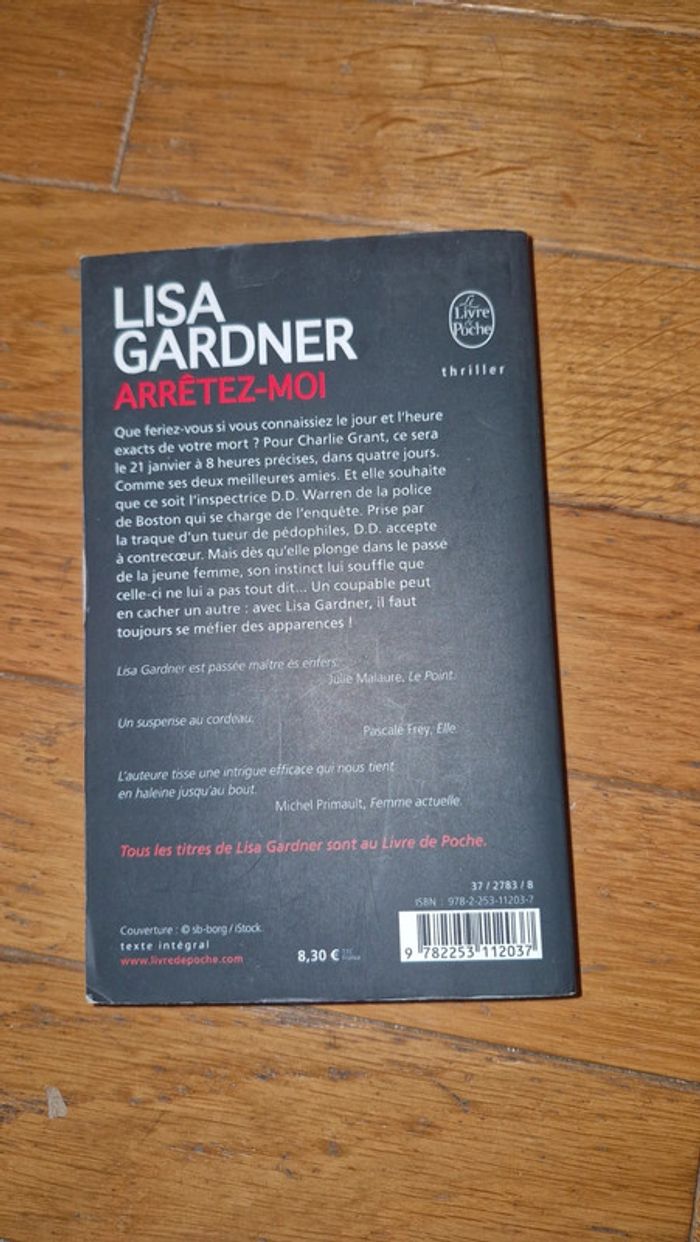 LISA
GARDNER
ARRÊTEZ-MOI
Le
Livre
de
Poche
thriller
Que feriez-vous si vous connaissiez le jour et l'heure
exacts de votre mort ? Pour Charlie Grant, ce sera
le 21 janvier à 8 heures précises, dans quatre jours.
Comme ses deux meilleures amies. Et elle souhaite
que ce soit l'inspectrice D.D. Warren de la police
de Boston qui se charge de l'enquête. Prise par
la traque d'un tueur de pédophiles, D.D. accepte
à contrecœur. Mais dès qu'elle plonge dans le passé
de la jeune femme, son instinct lui souffle que
celle-ci ne lui a pas tout dit... Un coupable peut
en cacher un autre : avec Lisa Gardner, il faut
toujours se méfier des apparences !
Lisa Gardner est passée maître ès enfers.
Julie Malaure, Le Point.
Un suspense au cordeau.
Pascale Frey, Elle.
L'auteure tisse une intrigue efficace qui nous tient
en haleine jusqu'au bout.
Michel Primault, Femme actuelle.
Tous les titres de Lisa Gardner sont au Livre de Poche.
37 / 2783 / 8
ISBN : 978-2-253-11203-7
Couverture : © sb-borg / iStock.
texte intégral
www.livredepoche.com
8,30 € TTC
France
9 782253 112037